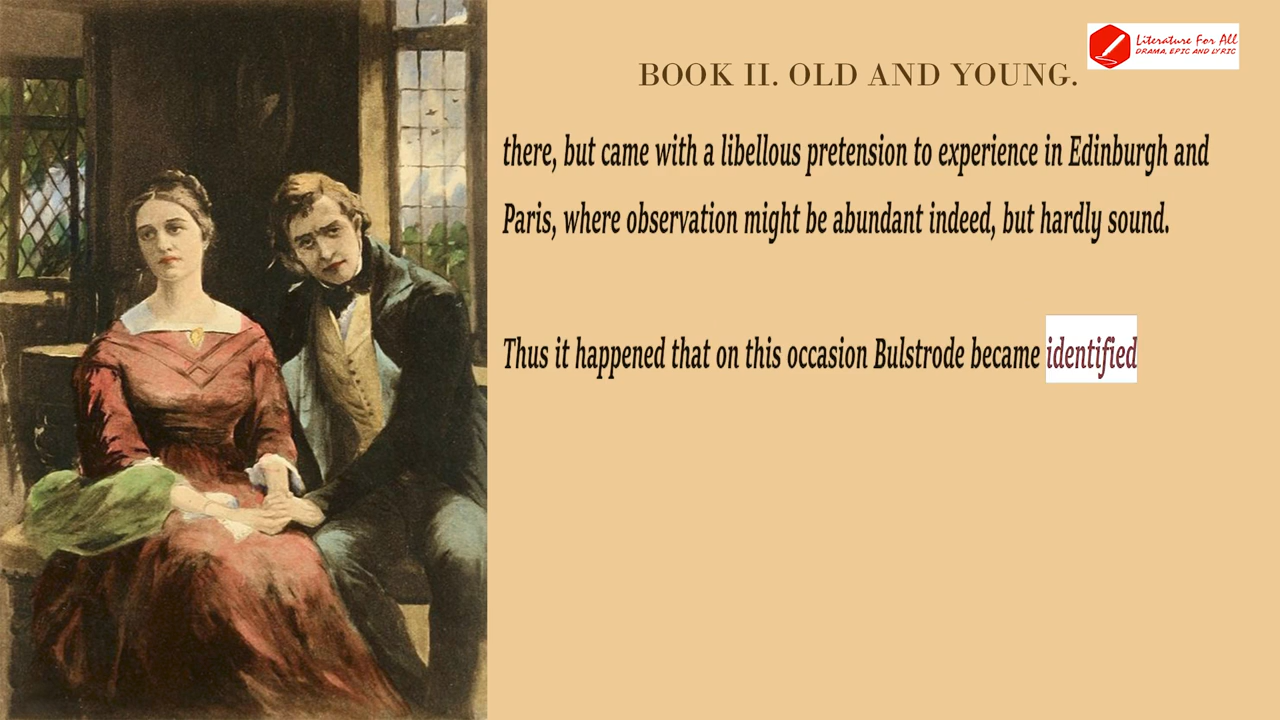 Literature For All
DRAMA, EPIC AND LYRIC
BOOK II. OLD AND YOUNG.
there, but came with a libellous pretension to experience in Edinburgh and
Paris, where observation might be abundant indeed, but hardly sound.
Thus it happened that on this occasion Bulstrode became identified